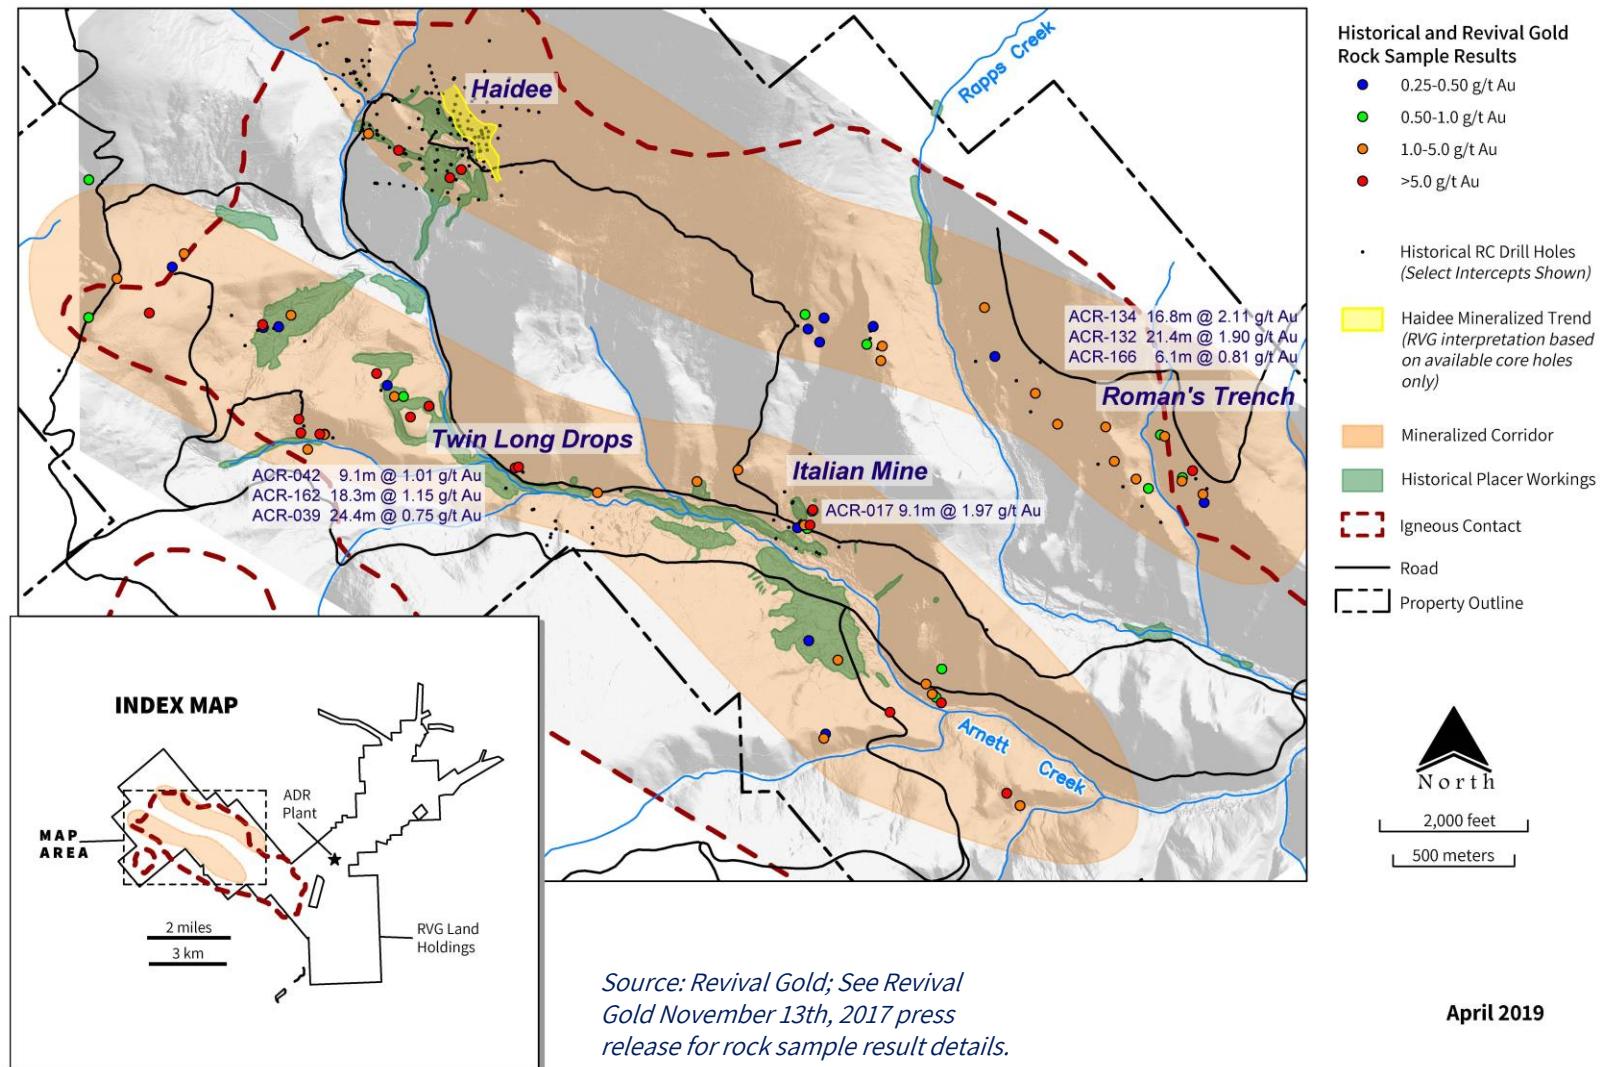 Haidee
Rapps Creek
ACR-134 16.8m @ 2.11 g/t Au
ACR-132 21.4m @ 1.90 g/t Au
ACR-166 6.1m @ 0.81 g/t Au
Roman's Trench
Twin Long Drops
ACR-042 9.1m @ 1.01 g/t Au
ACR-162 18.3m @ 1.15 g/t Au
ACR-039 24.4m @ 0.75 g/t Au
Italian Mine
ACR-017 9.1m @ 1.97 g/t Au
Arnett
Creek
Historical and Revival Gold
Rock Sample Results
0.25-0.50 g/t Au
0.50-1.0 g/t Au
1.0-5.0 g/t Au
>5.0 g/t Au
Historical RC Drill Holes
(Select Intercepts Shown)
Haidee Mineralized Trend
(RVG interpretation based
on available core holes
only)
Mineralized Corridor
Historical Placer Workings
Igneous Contact
Road
Property Outline
North
2,000 feet
500 meters
INDEX MAP
ADR
Plant
MAP
AREA
2 miles
3 km
RVG Land
Holdings
Source: Revival Gold; See Revival
Gold November 13th, 2017 press
release for rock sample result details.
April 2019